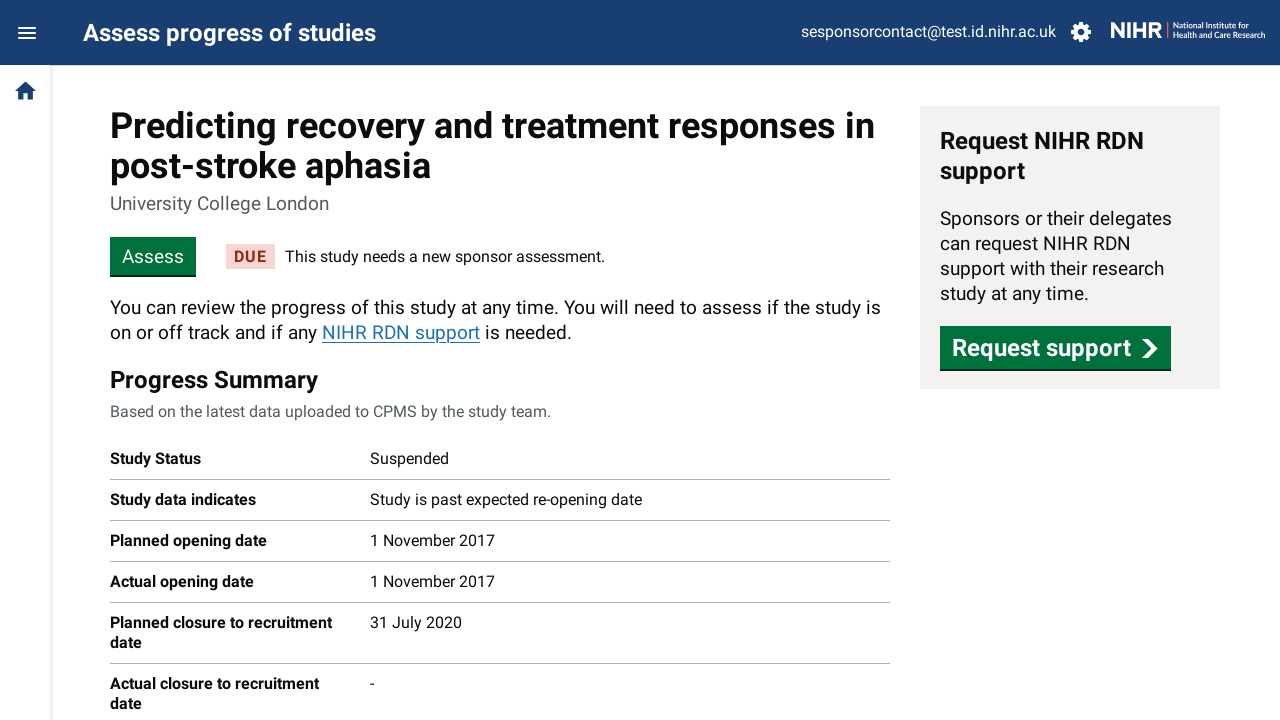 Assess progress of studies
sesponsorcontact@test.id.nihr.ac.uk
NIHR | National Institute for
Health and Care Research
Predicting recovery and treatment responses in
post-stroke aphasia
University College London
Assess
DUE
This study needs a new sponsor assessment.
You can review the progress of this study at any time. You will need to assess if the study is
on or off track and if any NIHR RDN support is needed.
Progress Summary
Based on the latest data uploaded to CPMS by the study team.
Study Status Suspended
Study data indicates Study is past expected re-opening date
Planned opening date 1 November 2017
Actual opening date 1 November 2017
Planned closure to recruitment 31 July 2020
date
Actual closure to recruitment -
date
Request NIHR RDN
support
Sponsors or their delegates
can request NIHR RDN
support with their research
study at any time.
Request support